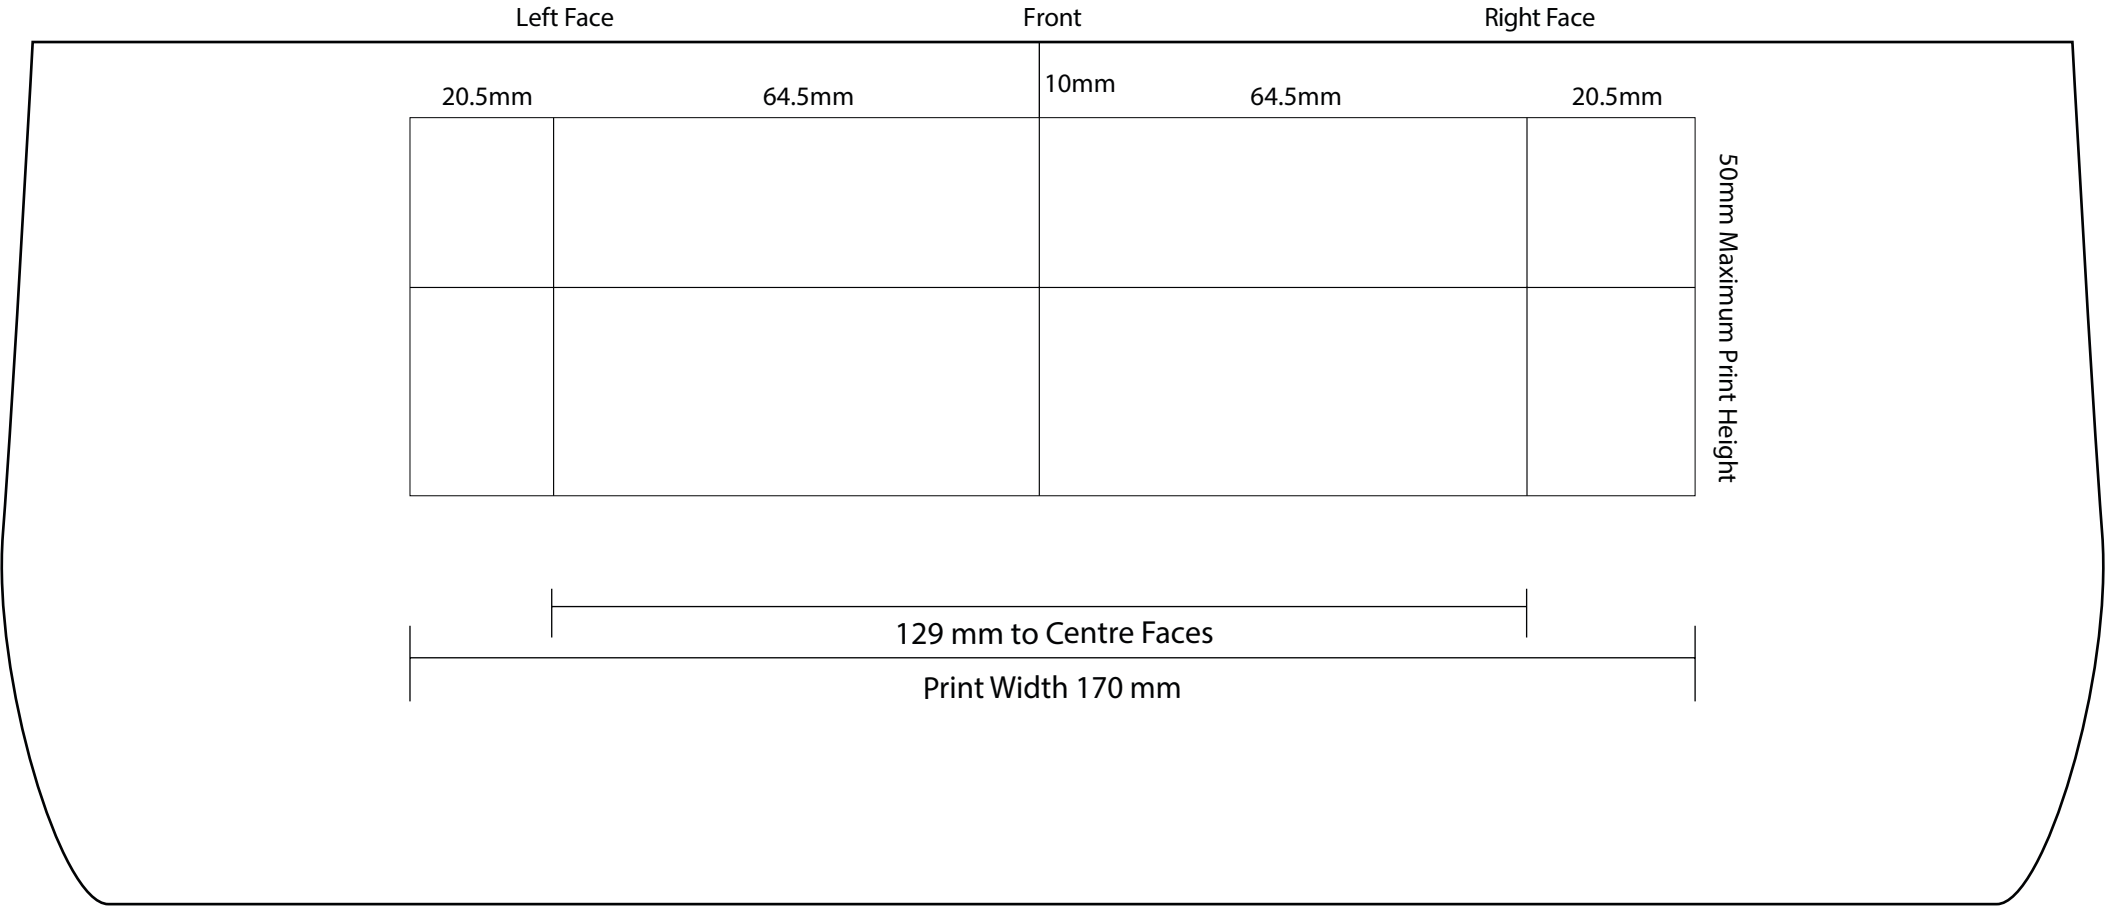 Left Face
Front
Right Face
10mm
20.5mm
64.5mm
64.5mm
20.5mm
50mm Maximum Print Height
129 mm to Centre Faces
Print Width 170 mm